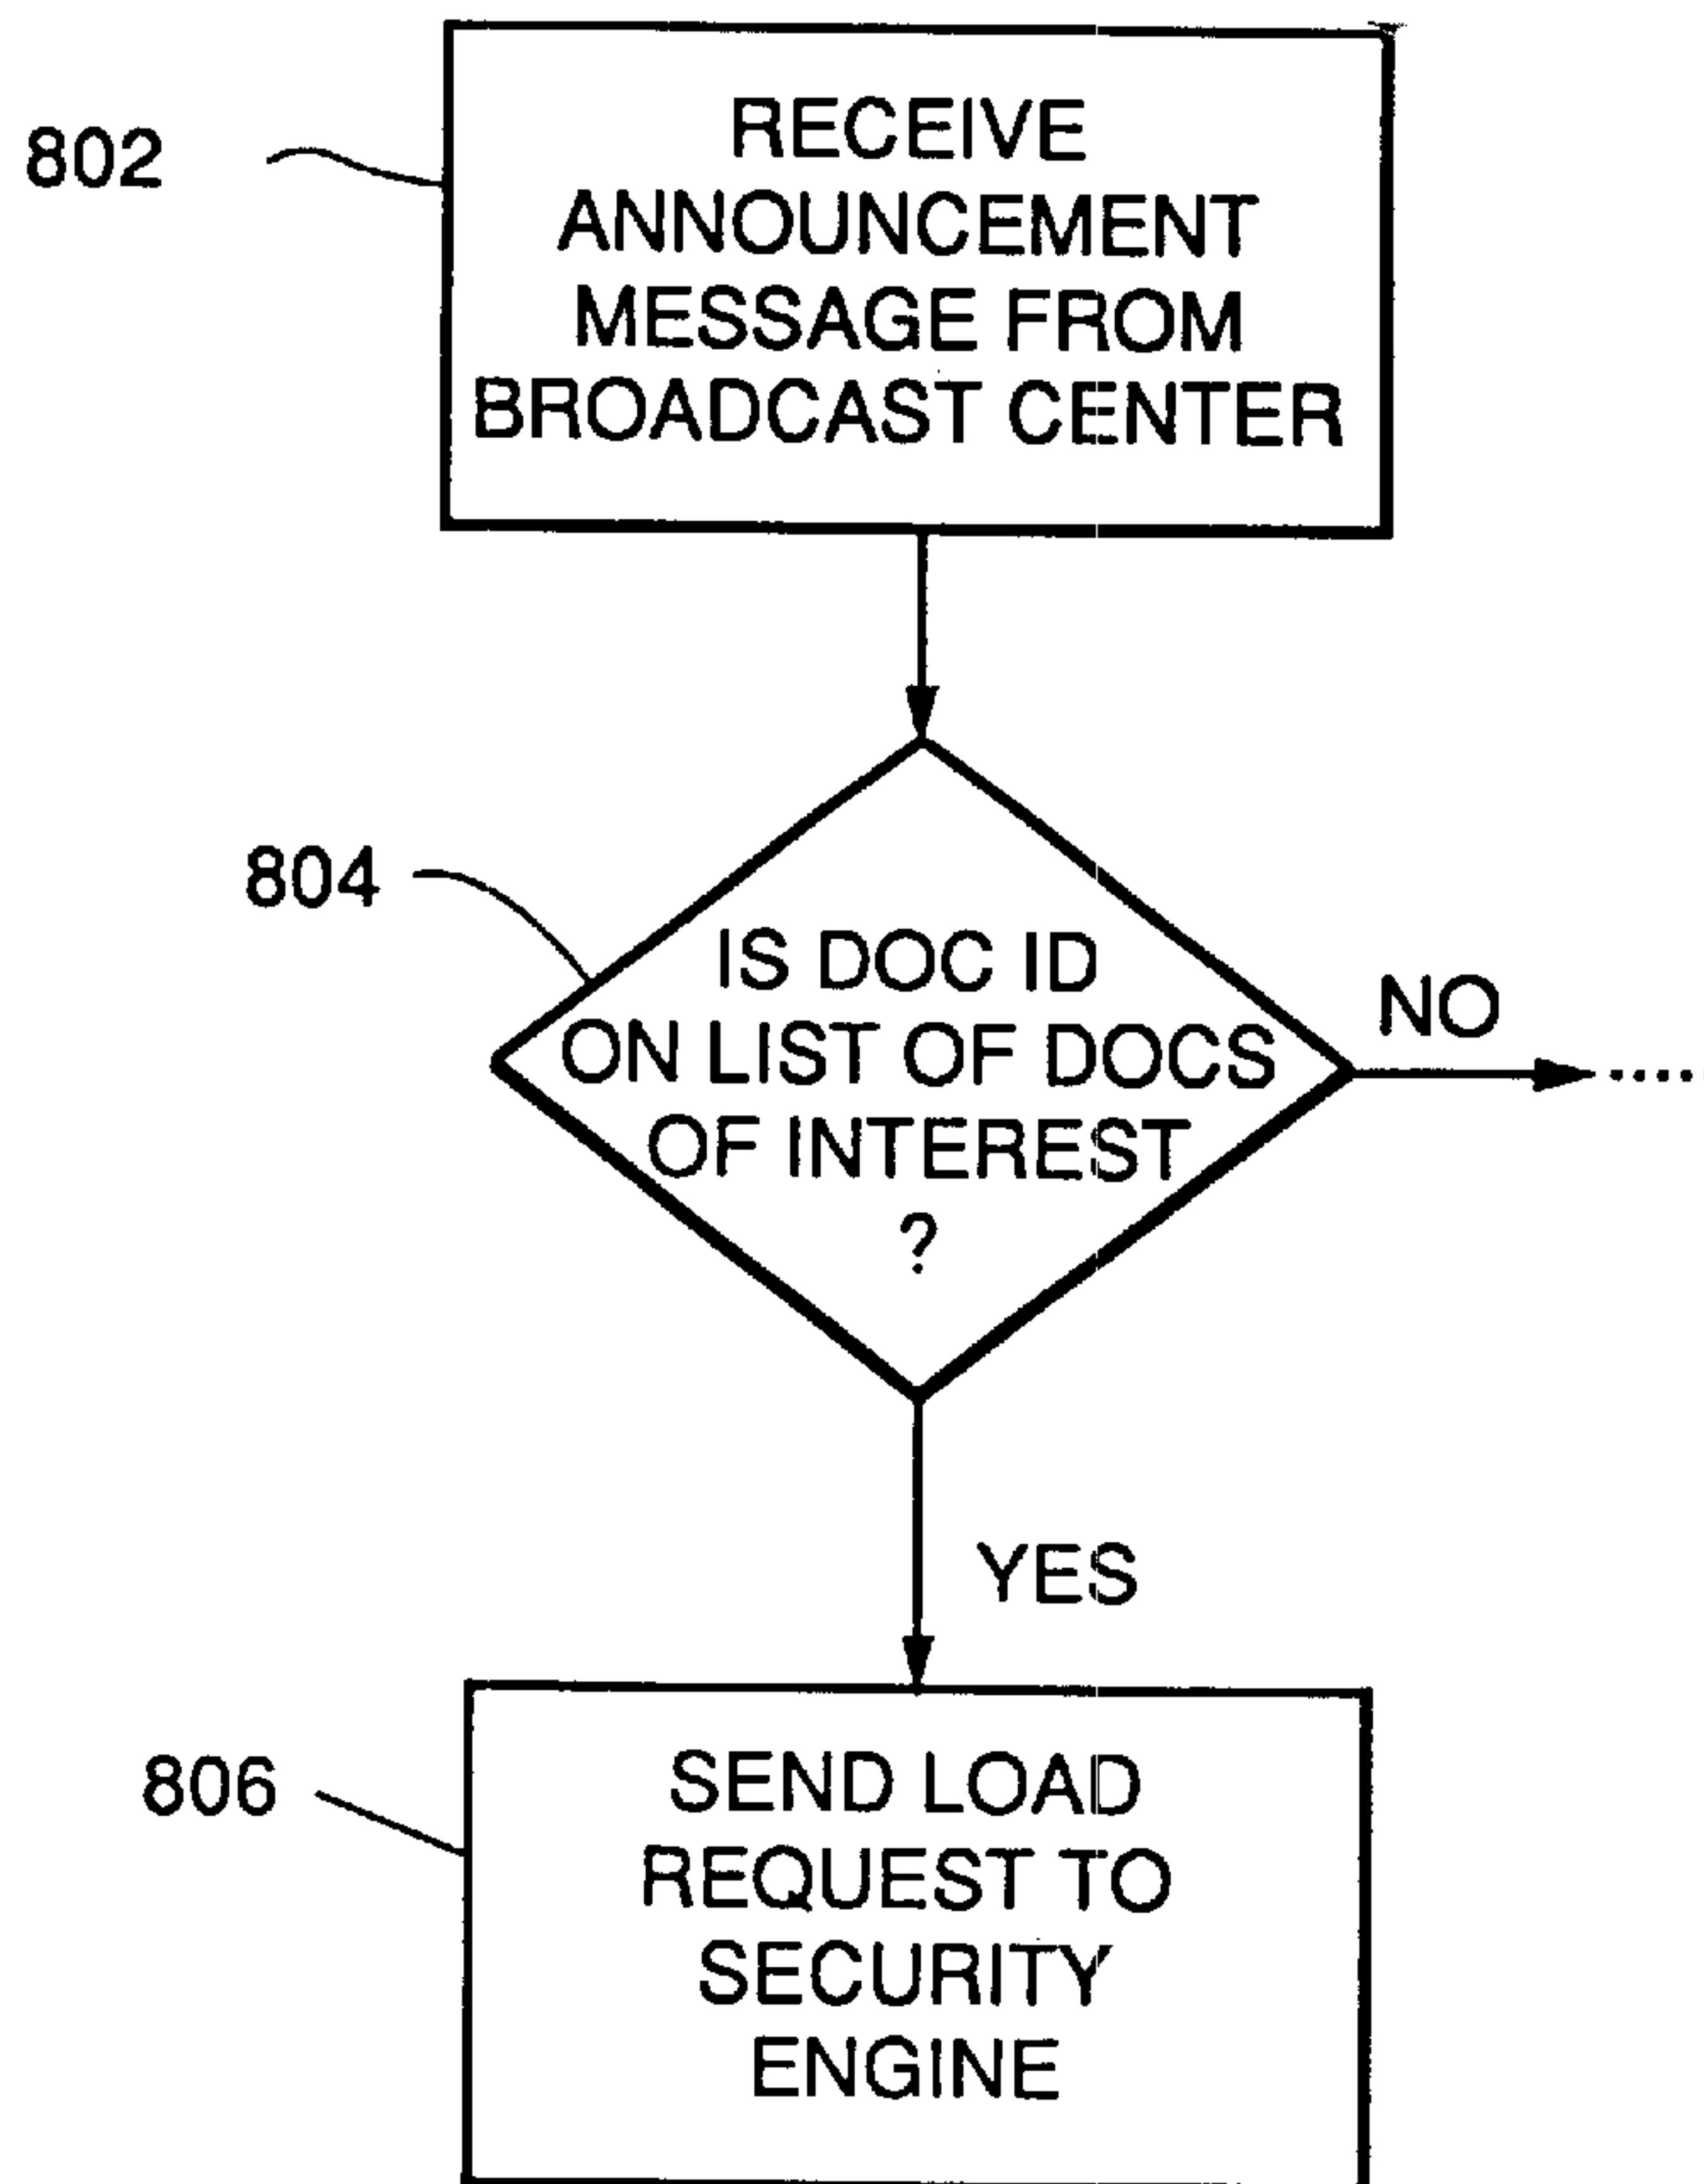 802
RECEIVE
ANNOUNCEMENT
MESSAGE FROM
BROADCAST CENTER
804
IS DOC ID
ON LIST OF DOCS
OF INTEREST
?
NO
YES
806
SEND LOAD
REQUEST TO
SECURITY
ENGINE